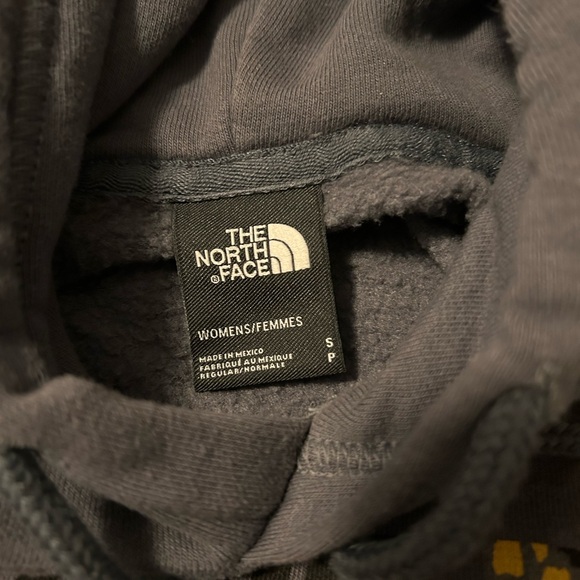 THE
NORTH
FACE
®
WOMENS/FEMMES
S
P
MADE IN MEXICO
FABRIQUÉ AU MEXIQUE
REGULAR/NORMALE